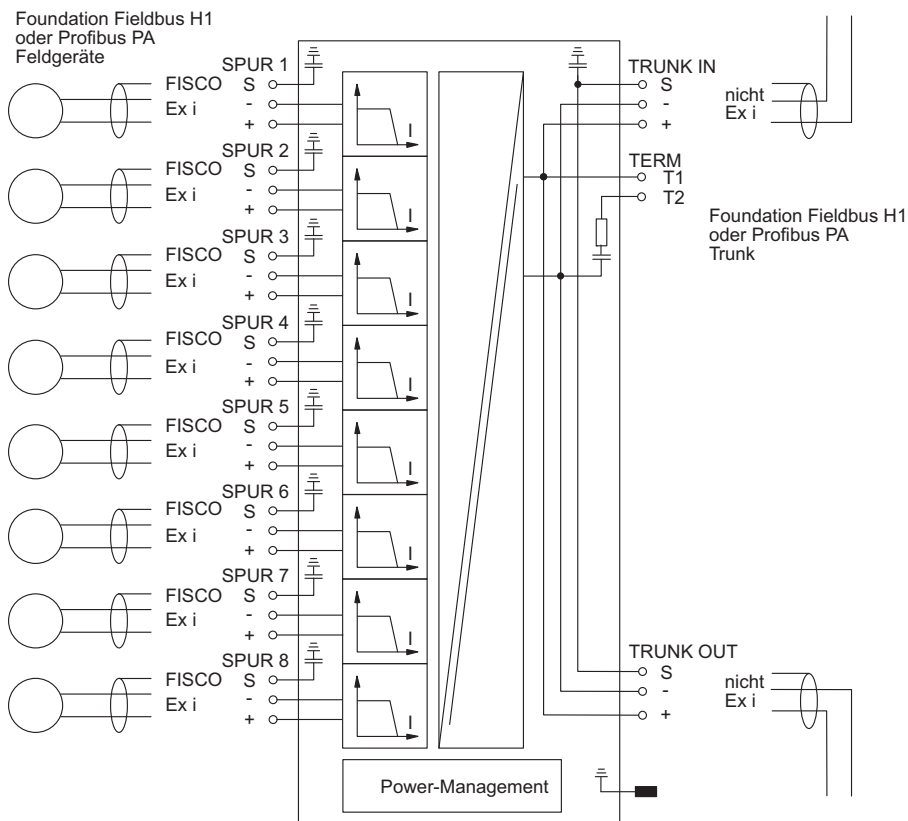 Foundation Fieldbus H1
oder Profibus PA
Feldgeräte
SPUR 1
FISCO S
Ex i -
+
I
SPUR 2
FISCO S
Ex i -
+
I
SPUR 3
FISCO S
Ex i -
+
I
SPUR 4
FISCO S
Ex i -
+
I
SPUR 5
FISCO S
Ex i -
+
I
SPUR 6
FISCO S
Ex i -
+
I
SPUR 7
FISCO S
Ex i -
+
I
SPUR 8
FISCO S
Ex i -
+
I
Power-Management
TRUNK IN
S
-
+
nicht
Ex i
TERM
T1
T2
Foundation Fieldbus H1
oder Profibus PA
Trunk
TRUNK OUT
S
-
+
nicht
Ex i